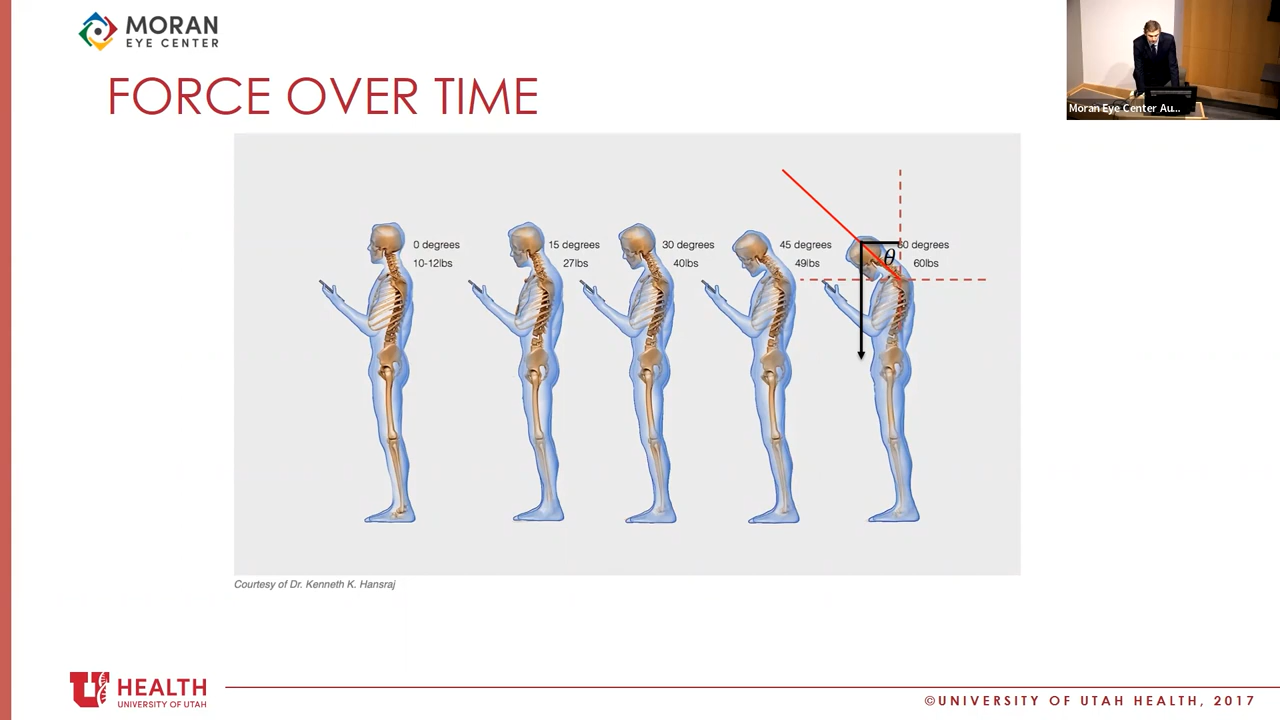 MORAN
EYE CENTER
Moran Eye Center Au...
FORCE OVER TIME
0 degrees
10-12lbs
15 degrees
27lbs
30 degrees
40lbs
45 degrees
49lbs
60 degrees
60lbs
θ
Courtesy of Dr. Kenneth K. Hansraj
U HEALTH
UNIVERSITY OF UTAH
©UNIVERSITY OF UTAH HEALTH, 2017